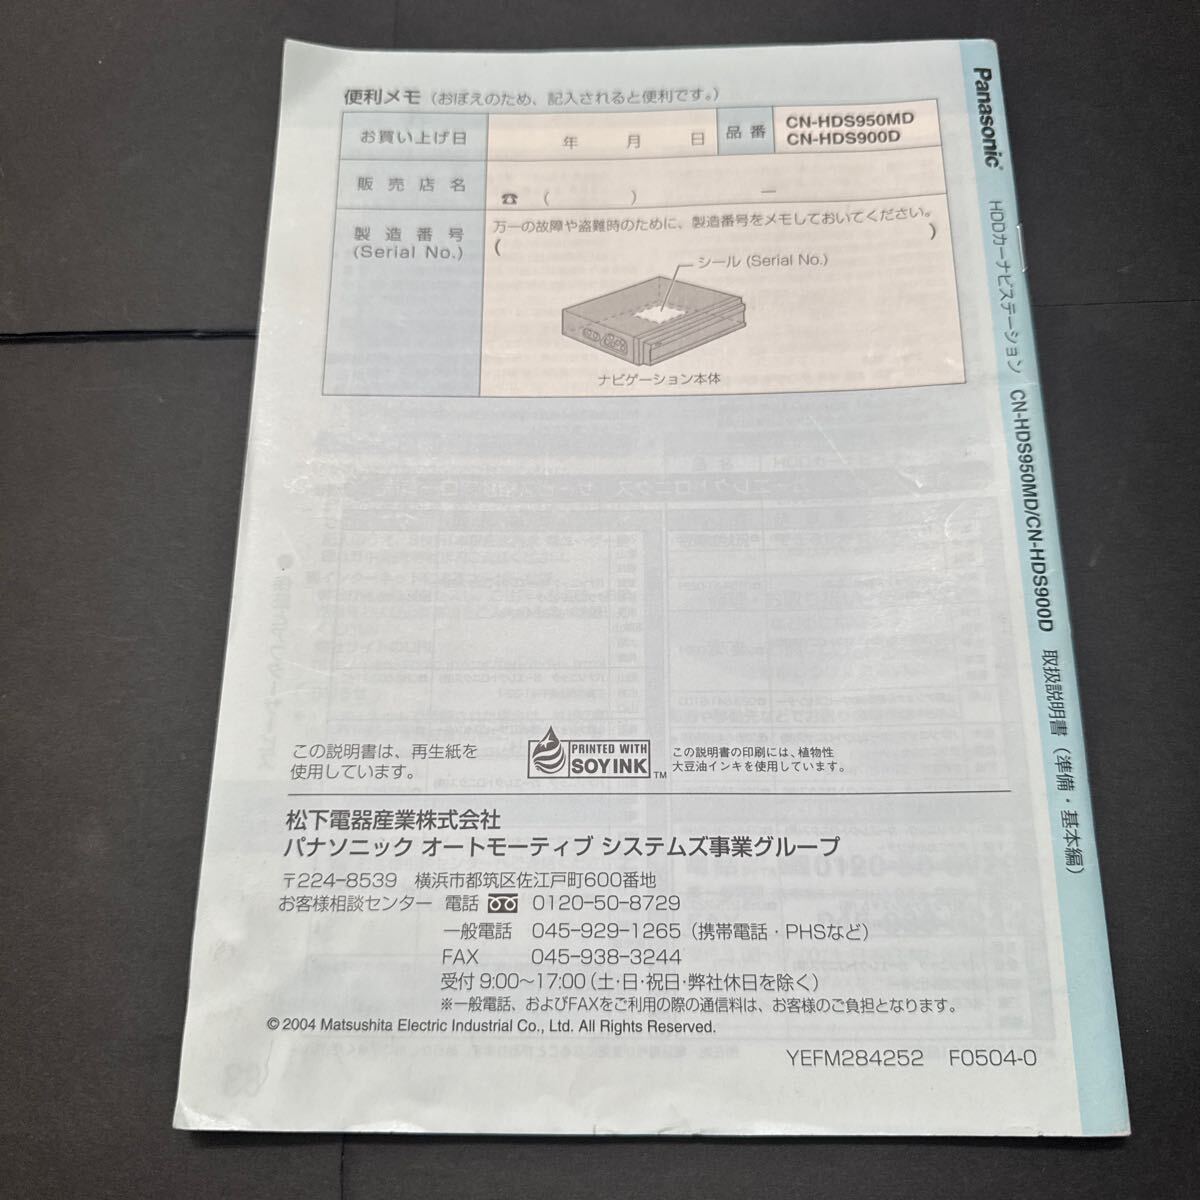 便利メモ（おぼえのため、記入されると便利です。）
お買い上げ日　年　月　日　品番　CN-HDS950MD
CN-HDS900D
販売店名　☎（　　）　－
製造番号
(Serial No.)
万一の故障や盗難時のために、製造番号をメモしておいてください。
(　　)
シール (Serial No.)
ナビゲーション本体
この説明書は、再生紙を
使用しています。
PRINTED WITH
SOY INK TM
この説明書の印刷には、植物性
大豆油インキを使用しています。
松下電器産業株式会社
パナソニック オートモーティブ システムズ事業グループ
〒224-8539　横浜市都筑区佐江戸町600番地
お客様相談センター　電話　0120-50-8729
一般電話　045-929-1265（携帯電話・PHSなど）
FAX　045-938-3244
受付 9:00〜17:00（土・日・祝日・弊社休日を除く）
※一般電話、およびFAXをご利用の際の通信料は、お客様のご負担となります。
© 2004 Matsushita Electric Industrial Co., Ltd. All Rights Reserved.
YEFM284252　F0504-0
Panasonic　HDDカーナビステーション　CN-HDS950MD/CN-HDS900D　取扱説明書（準備・基本編）